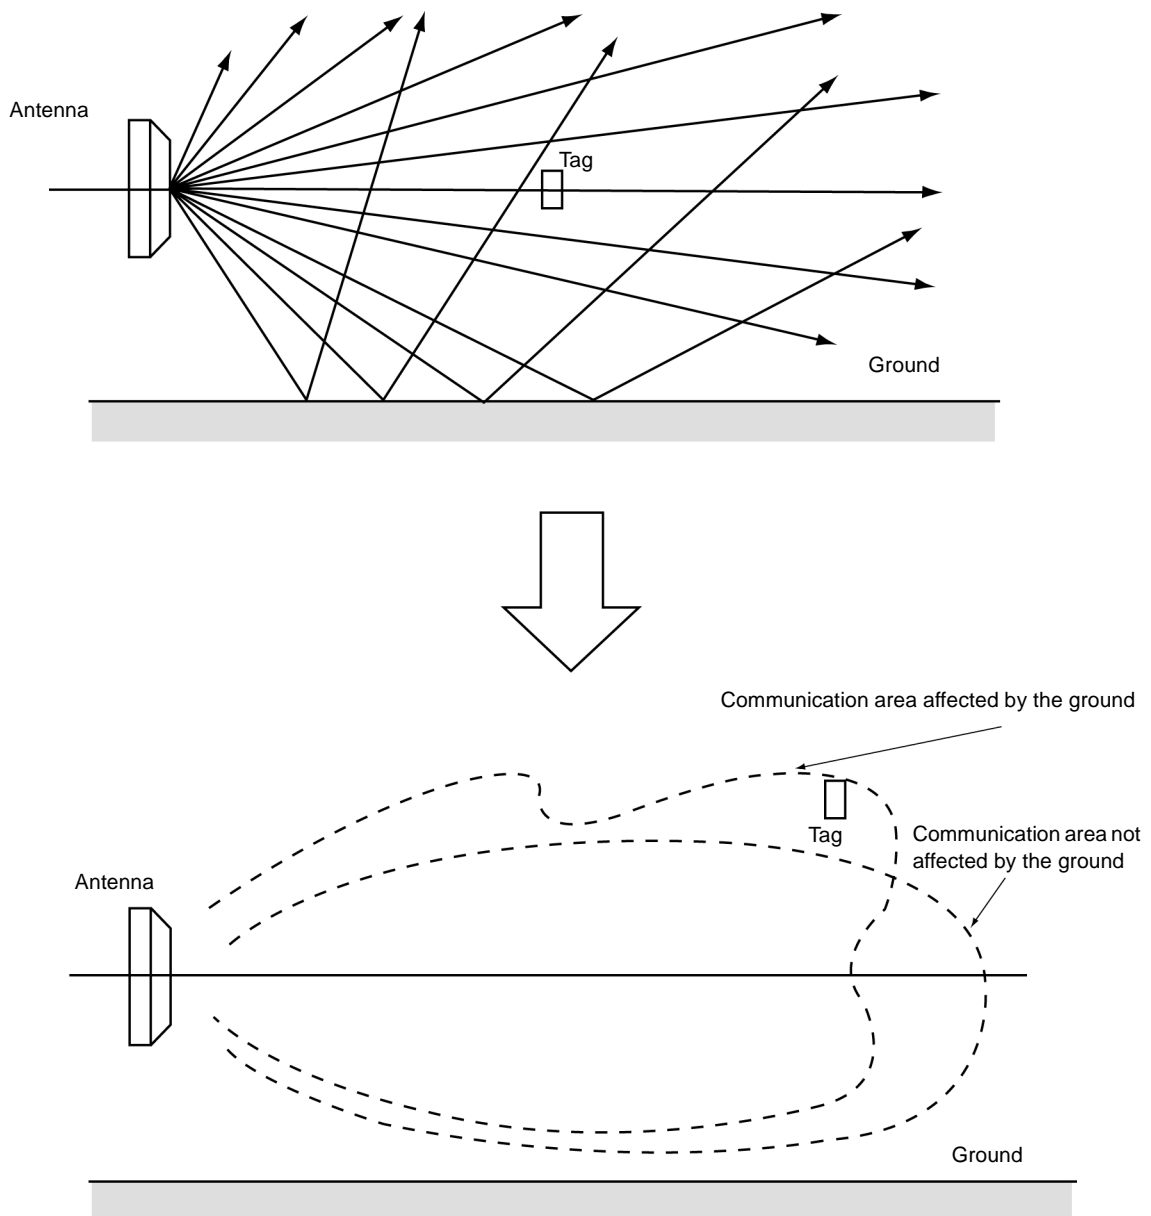 Antenna
Tag
Ground
Communication area affected by the ground
Tag
Communication area not
affected by the ground
Antenna
Ground